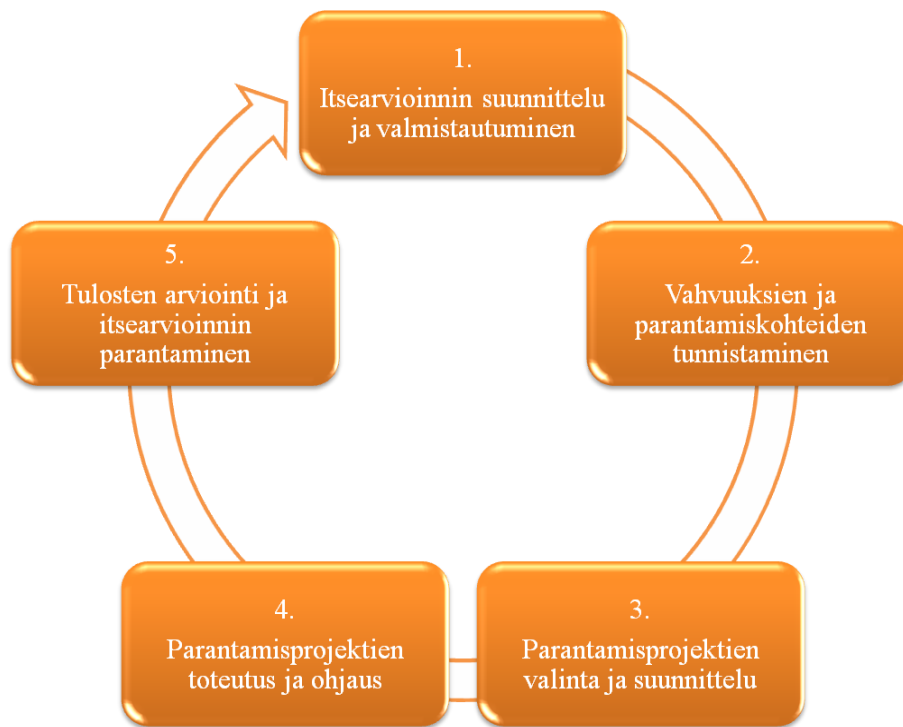 1.
Itsearvioinnin suunnittelu
ja valmistautuminen
2.
Vahvuuksien ja
parantamiskohteiden
tunnistaminen
3.
Parantamisprojektien
valinta ja suunnittelu
4.
Parantamisprojektien
toteutus ja ohjaus
5.
Tulosten arviointi ja
itsearvioinnin
parantaminen